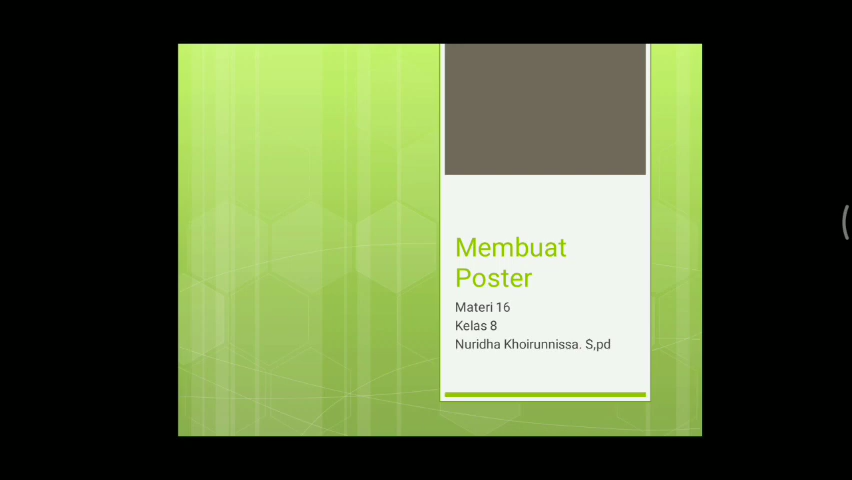 Membuat
Poster
Materi 16
Kelas 8
Nuridha Khoirunnissa. S,pd